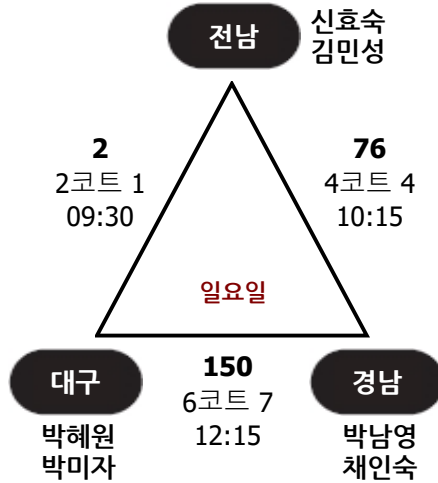 전남
신효숙
김민성
2
2코트 1
09:30
76
4코트 4
10:15
일요일
대구
박혜원
박미자
150
6코트 7
12:15
경남
박남영
채인숙